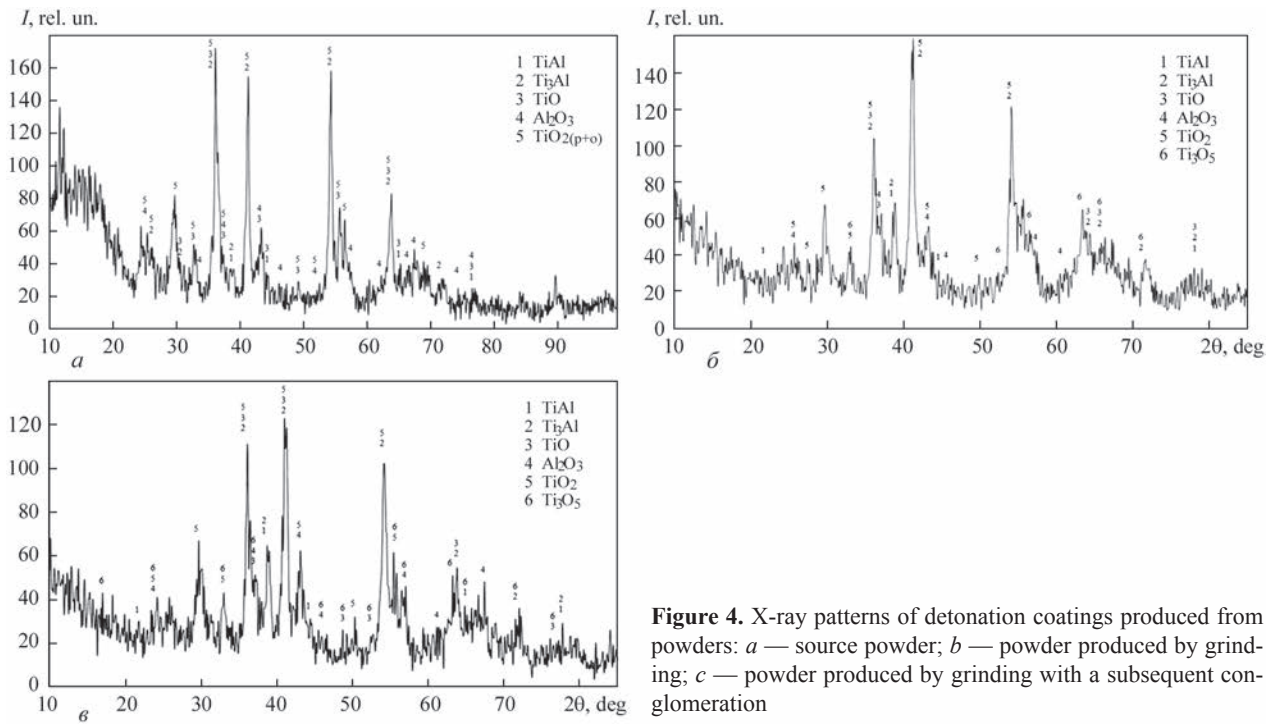 I, rel. un.
160
140
120
100
80
60
40
20
0
10 20 30 40 50 60 70 80 90 2θ, deg
1 TiAl
2 Ti₃Al
3 TiO
4 Al₂O₃
5 TiO₂(p+o)
а
I, rel. un.
140
120
100
80
60
40
20
0
10 20 30 40 50 60 70 2θ, deg
1 TiAl
2 Ti₃Al
3 TiO
4 Al₂O₃
5 TiO₂
6 Ti₃O₅
б
120
100
80
60
40
20
0
10 20 30 40 50 60 70 2θ, deg
1 TiAl
2 Ti₃Al
3 TiO
4 Al₂O₃
5 TiO₂
6 Ti₃O₅
в
Figure 4. X-ray patterns of detonation coatings produced from
powders: a — source powder; b — powder produced by grind-
ing; c — powder produced by grinding with a subsequent con-
glomeration